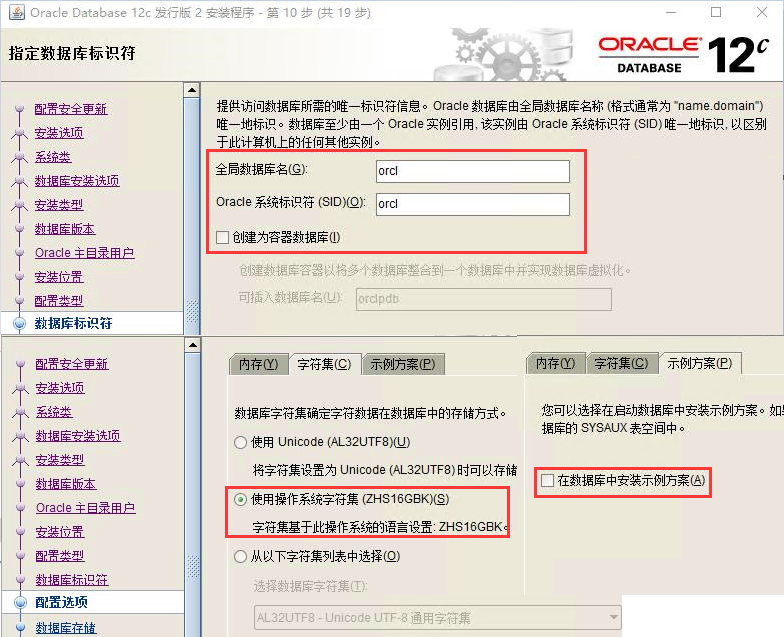 Oracle Database 12c 发行版 2 安装程序 - 第 10 步 (共 19 步)
指定数据库标识符
ORACLE
DATABASE
12c
配置安全更新
安装选项
系统类
数据库安装选项
安装类型
数据库版本
Oracle 主目录用户
安装位置
配置类型
数据库标识符
提供访问数据库所需的唯一标识符信息。Oracle 数据库由全局数据库名称 (格式通常为 "name.domain")
唯一地标识。数据库至少由一个 Oracle 实例引用, 该实例由 Oracle 系统标识符 (SID) 唯一地标识, 以区别
于此计算机上的任何其他实例。
全局数据库名(G): orcl
Oracle 系统标识符 (SID)(O): orcl
创建为容器数据库(I)
创建数据库容器以将多个数据库整合到一个数据库中并实现数据库虚拟化。
可插入数据库名(U): orclpdb
配置安全更新
安装选项
系统类
数据库安装选项
安装类型
数据库版本
Oracle 主目录用户
安装位置
配置类型
数据库标识符
配置选项
数据库存储
内存(Y) 字符集(C) 示例方案(P)
数据库字符集确定字符数据在数据库中的存储方式。
使用 Unicode (AL32UTF8)(U)
将字符集设置为 Unicode (AL32UTF8) 时可以存储
使用操作系统字符集 (ZHS16GBK)(S)
字符集基于此操作系统的语言设置: ZHS16GBK。
从以下字符集列表中选择(O)
选择数据库字符集(T):
AL32UTF8 - Unicode UTF-8 通用字符集
内存(Y) 字符集(C) 示例方案(P)
您可以选择在启动数据库中安装示例方案。如
据库的 SYSAUX 表空间中。
在数据库中安装示例方案(A)